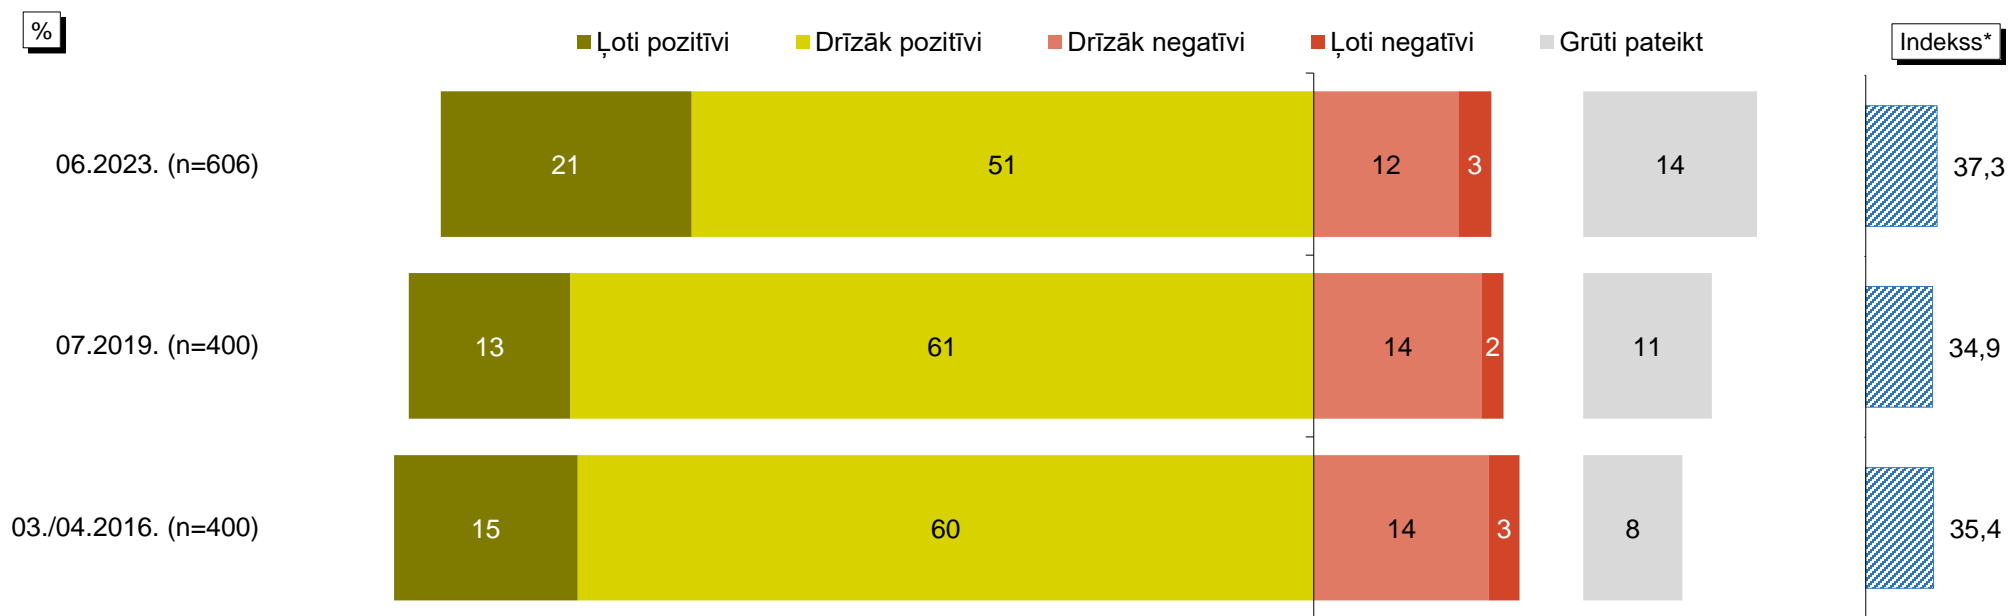 %
Ļoti pozitīvi Drīzāk pozitīvi Drīzāk negatīvi Ļoti negatīvi Grūti pateikt
Indekss*
06.2023. (n=606) 21 51 12 3 14 37,3
07.2019. (n=400) 13 61 14 2 11 34,9
03./04.2016. (n=400) 15 60 14 3 8 35,4